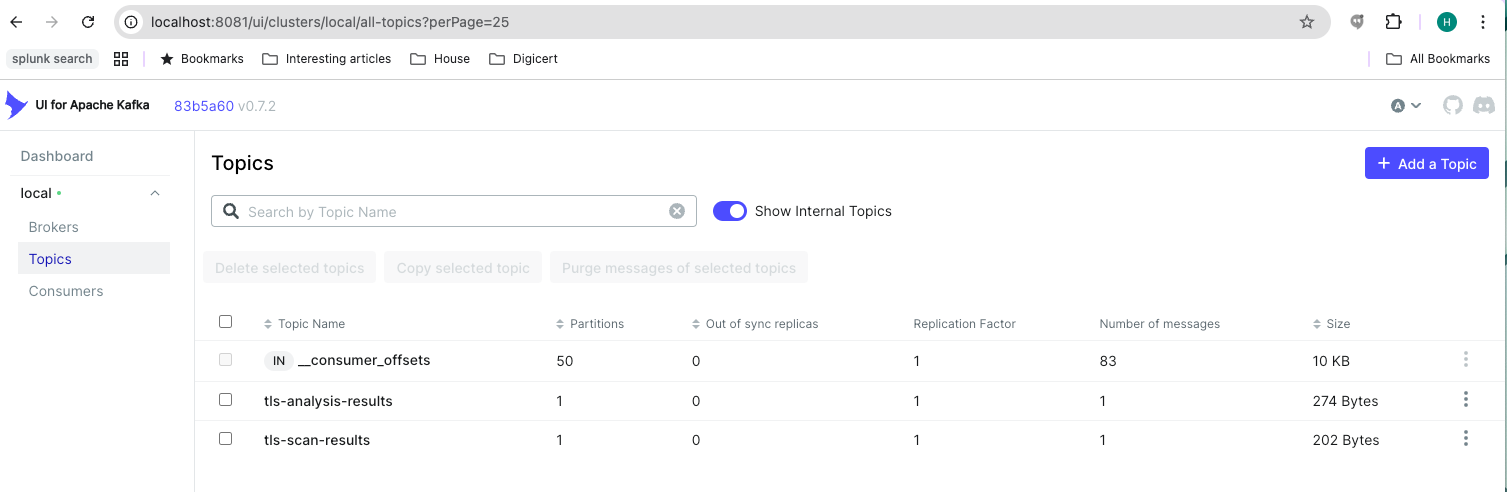 localhost:8081/ui/clusters/local/all-topics?perPage=25
H
splunk search Bookmarks Interesting articles House Digicert All Bookmarks
UI for Apache Kafka 83b5a60 v0.7.2 A
Dashboard
local
Brokers
Topics
Consumers
Topics
Add a Topic
Search by Topic Name Show Internal Topics
Delete selected topics Copy selected topic Purge messages of selected topics
Topic Name Partitions Out of sync replicas Replication Factor Number of messages Size
IN __consumer_offsets 50 0 1 83 10 KB
tls-analysis-results 1 0 1 1 274 Bytes
tls-scan-results 1 0 1 1 202 Bytes